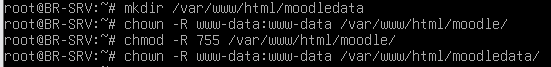 root@BR-SRV:~# mkdir /var/www/html/moodledata
root@BR-SRV:~# chown -R www-data:www-data /var/www/html/moodle/
root@BR-SRV:~# chmod -R 755 /var/www/html/moodle/
root@BR-SRV:~# chown -R www-data:www-data /var/www/html/moodledata/